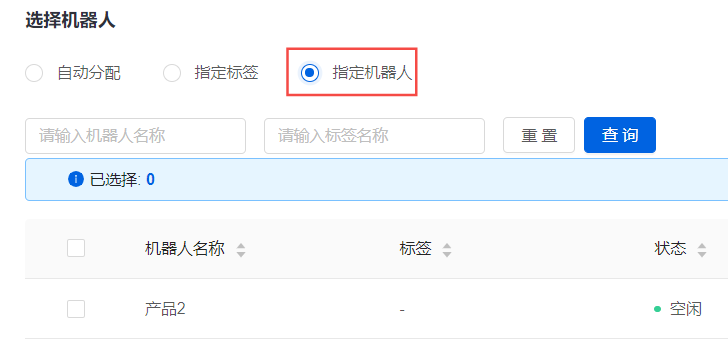 选择机器人
自动分配 指定标签 指定机器人
请输入机器人名称 请输入标签名称 重置 查询
已选择: 0
机器人名称 标签 状态
产品2 - 空闲